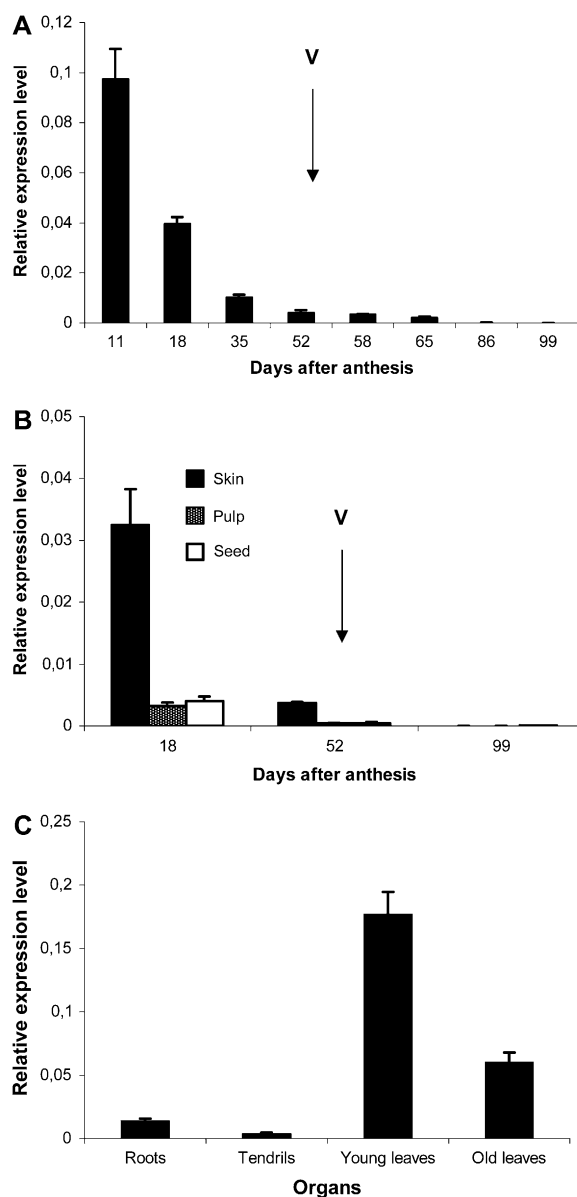 A
Relative expression level
0,12
0,1
0,08
0,06
0,04
0,02
0
V
11 18 35 52 58 65 86 99
Days after anthesis
B
Relative expression level
0,05
0,04
0,03
0,02
0,01
0
Skin
Pulp
Seed
V
18 52 99
Days after anthesis
C
Relative expression level
0,25
0,2
0,15
0,1
0,05
0
Roots Tendrils Young leaves Old leaves
Organs